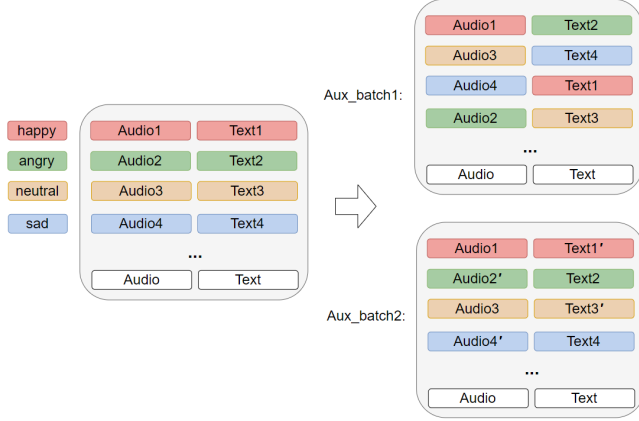 happy Audio1 Text1
angry Audio2 Text2
neutral Audio3 Text3
sad Audio4 Text4
...
Audio Text
Aux_batch1:
Audio1 Text2
Audio3 Text4
Audio4 Text1
Audio2 Text3
...
Audio Text
Aux_batch2:
Audio1 Text1′
Audio2′ Text2
Audio3 Text3′
Audio4′ Text4
...
Audio Text